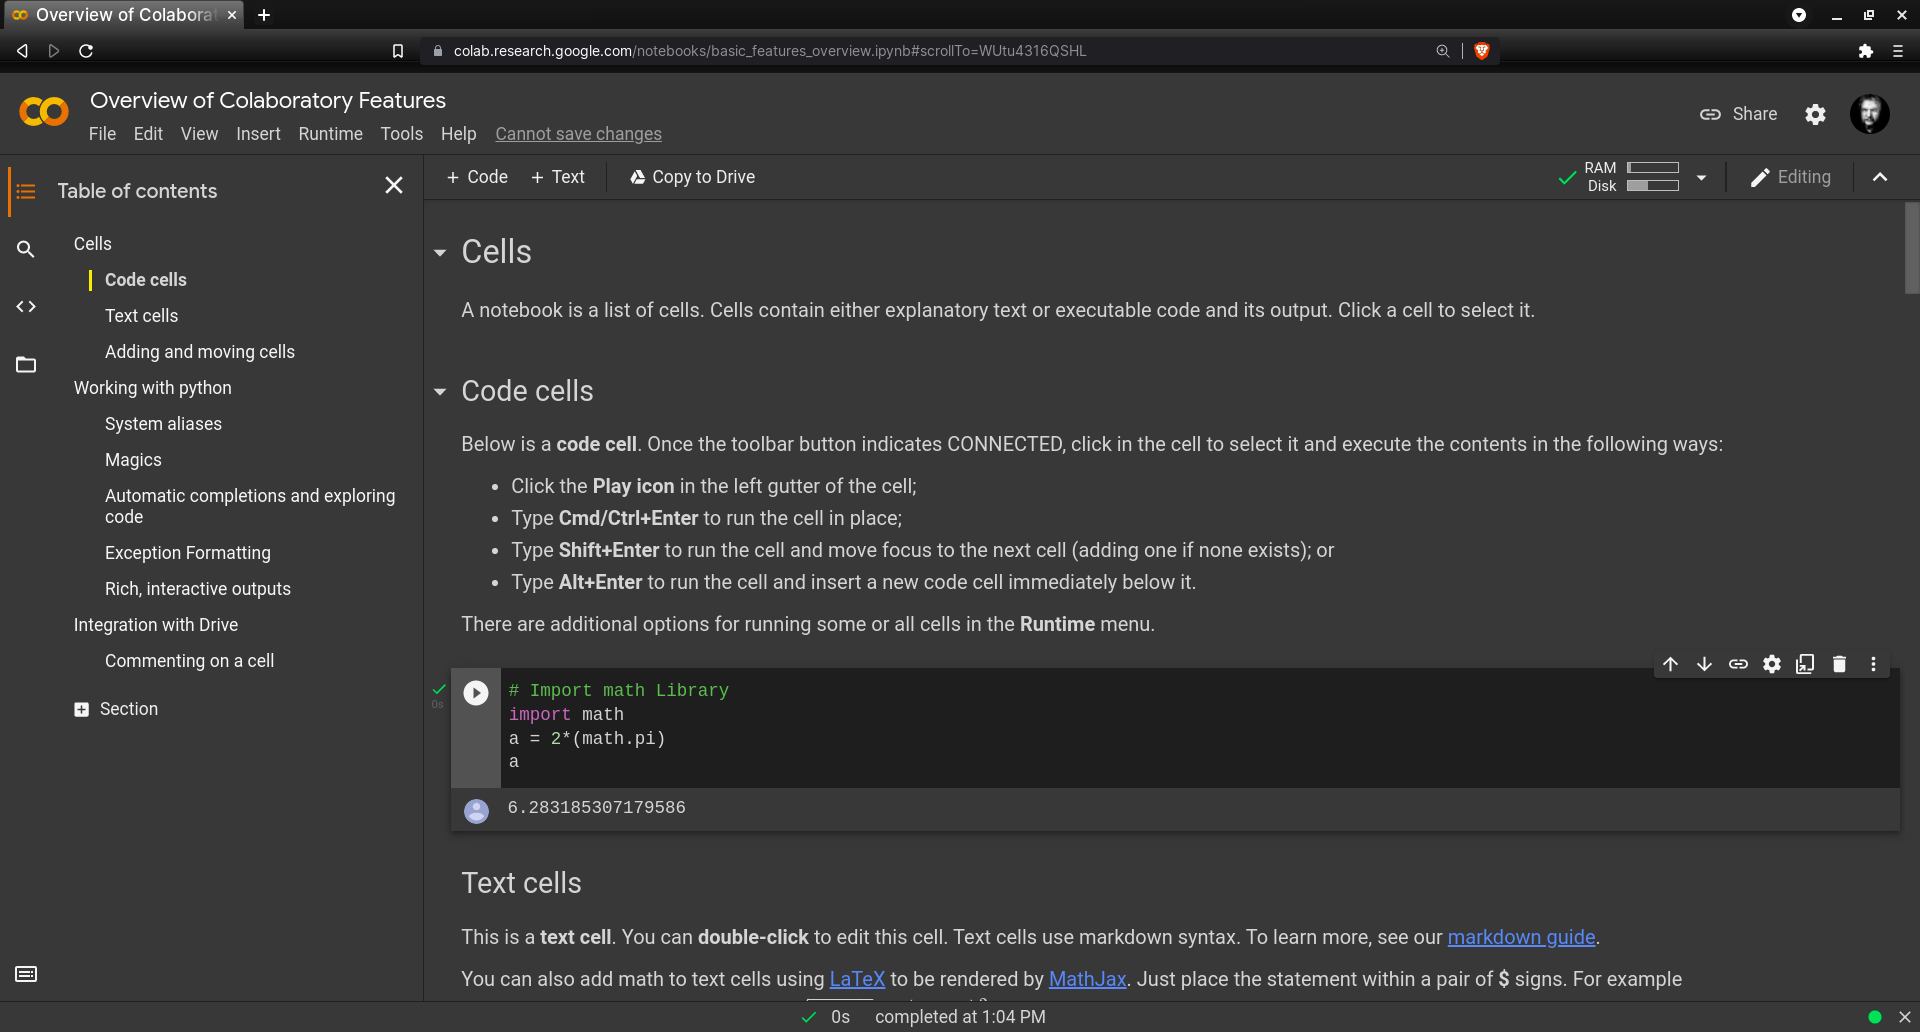 Overview of Colaborat
colab.research.google.com/notebooks/basic_features_overview.ipynb#scrollTo=WUtu4316QSHL
Overview of Colaboratory Features
File Edit View Insert Runtime Tools Help Cannot save changes
Share
Table of contents
Cells
Code cells
Text cells
Adding and moving cells
Working with python
System aliases
Magics
Automatic completions and exploring
code
Exception Formatting
Rich, interactive outputs
Integration with Drive
Commenting on a cell
Section
+ Code + Text Copy to Drive
RAM
Disk
Editing
Cells
A notebook is a list of cells. Cells contain either explanatory text or executable code and its output. Click a cell to select it.
Code cells
Below is a code cell. Once the toolbar button indicates CONNECTED, click in the cell to select it and execute the contents in the following ways:
• Click the Play icon in the left gutter of the cell;
• Type Cmd/Ctrl+Enter to run the cell in place;
• Type Shift+Enter to run the cell and move focus to the next cell (adding one if none exists); or
• Type Alt+Enter to run the cell and insert a new code cell immediately below it.
There are additional options for running some or all cells in the Runtime menu.
0s
# Import math Library
import math
a = 2*(math.pi)
a
6.283185307179586
Text cells
This is a text cell. You can double-click to edit this cell. Text cells use markdown syntax. To learn more, see our markdown guide.
You can also add math to text cells using LaTeX to be rendered by MathJax. Just place the statement within a pair of $ signs. For example
0s completed at 1:04 PM